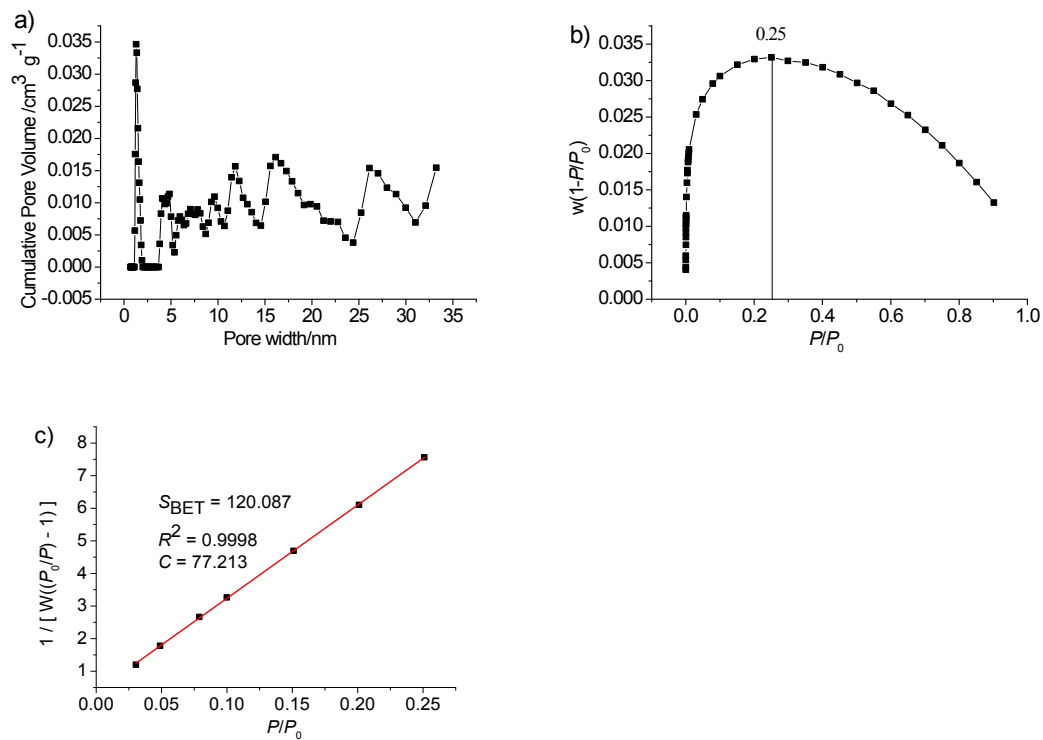 a)
Cumulative Pore Volume /cm³ g⁻¹
0.035
0.030
0.025
0.020
0.015
0.010
0.005
0.000
-0.005
0 5 10 15 20 25 30 35
Pore width/nm
b)
0.25
w(1-P/P₀)
0.035
0.030
0.025
0.020
0.015
0.010
0.005
0.000
0.0 0.2 0.4 0.6 0.8 1.0
P/P₀
c)
1 / [ W((P₀/P) - 1) ]
8
7
6
5
4
3
2
1
S_BET = 120.087
R² = 0.9998
C = 77.213
0.00 0.05 0.10 0.15 0.20 0.25
P/P₀